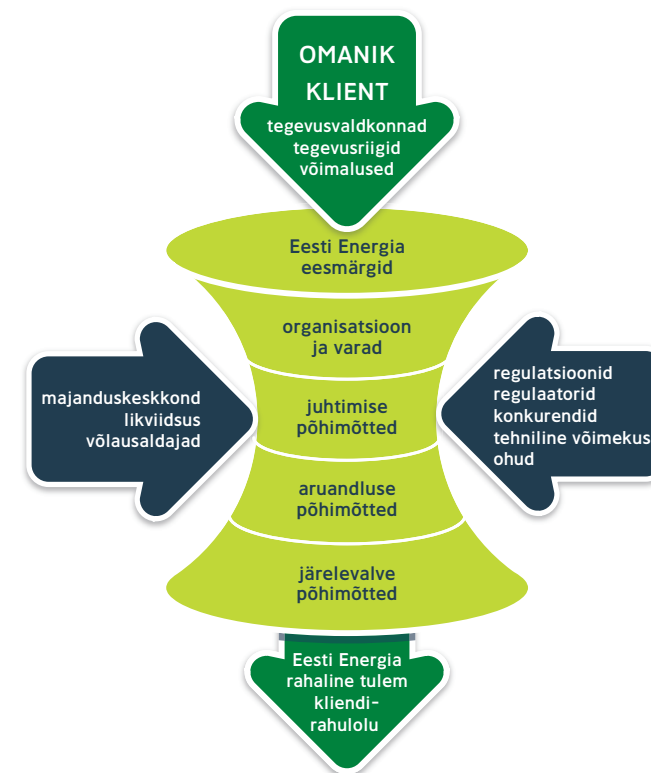 OMANIK
KLIENT
tegevusvaldkonnad
tegevusriigid
võimalused
Eesti Energia
eesmärgid
organisatsioon
ja varad
majanduskeskkond
likviidsus
võlausaldajad
juhtimise
põhimõtted
regulatsioonid
regulaatorid
konkurendid
tehniline võimekus
ohud
aruandluse
põhimõtted
järelevalve
põhimõtted
Eesti Energia
rahaline tulem
kliendi-
rahulolu